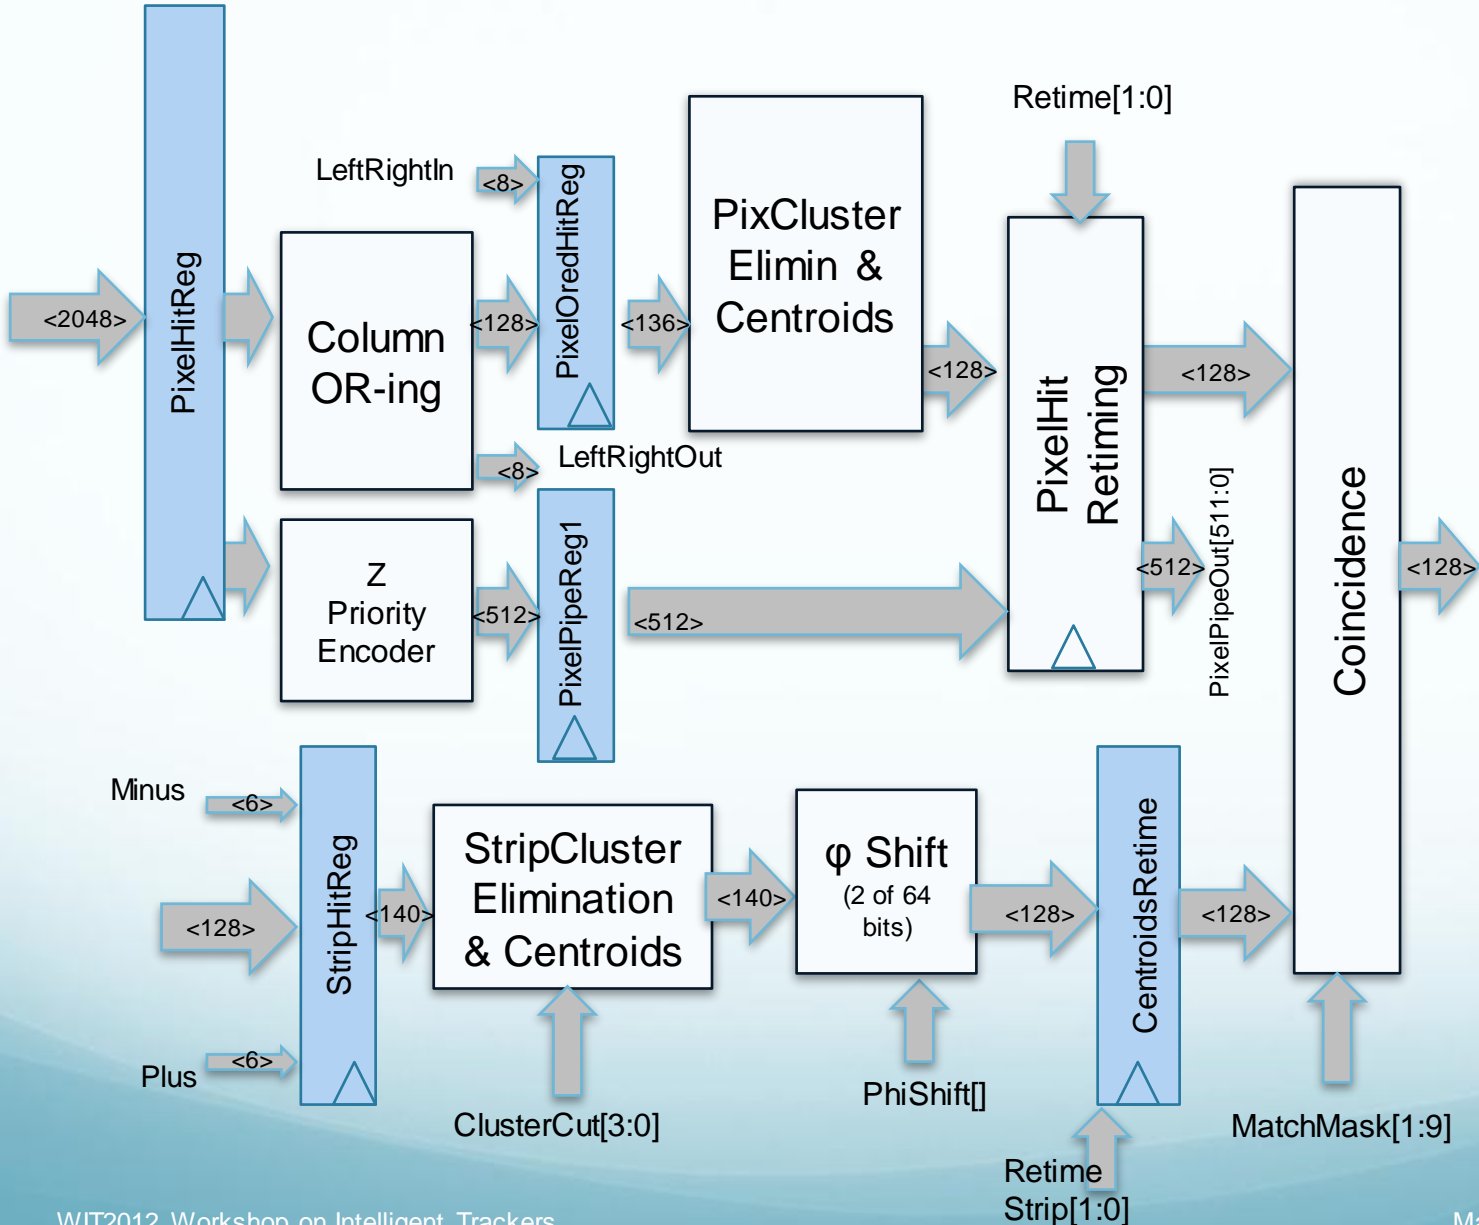 Retime[1:0]
LeftRightIn
<8>
PixelOredHitReg
PixCluster
Elimin &
Centroids
PixelHitReg
<2048>
Column
OR-ing
<128>
<136>
<128>
PixelHit
Retiming
<128>
<8>
LeftRightOut
Z
Priority
Encoder
<512>
PixelPipeReg1
<512>
<512>
PixelPipeOut[511:0]
Coincidence
<128>
Minus
<6>
StripHitReg
<128>
<140>
StripCluster
Elimination
& Centroids
<140>
φ Shift
(2 of 64
bits)
<128>
CentroidsRetime
<128>
Plus
<6>
ClusterCut[3:0]
PhiShift[]
MatchMask[1:9]
Retime
Strip[1:0]
WIT2012 Workshop on Intelligent Trackers